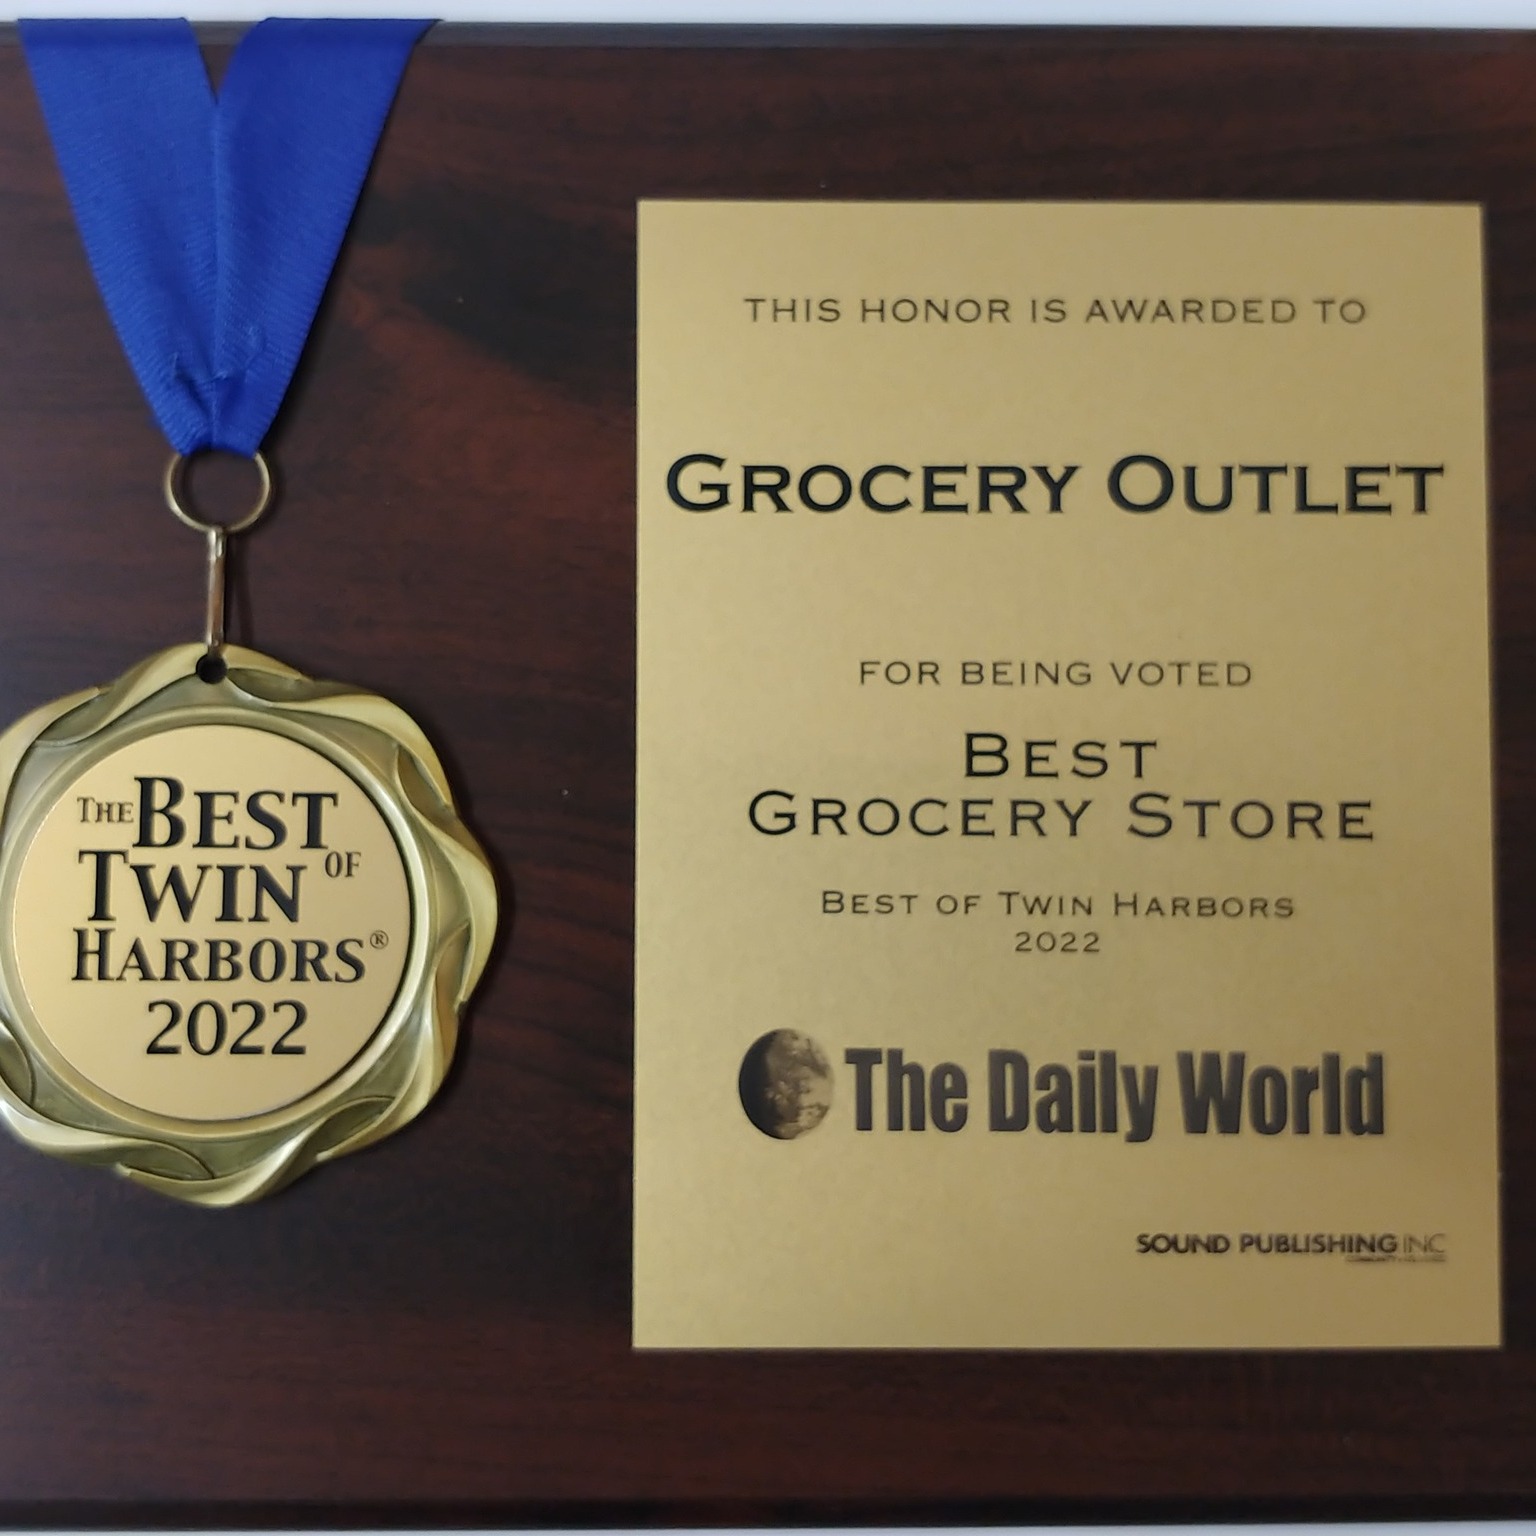 THE BEST
OF
TWIN
HARBORS®
2022
THIS HONOR IS AWARDED TO
GROCERY OUTLET
FOR BEING VOTED
BEST
GROCERY STORE
BEST OF TWIN HARBORS
2022
The Daily World
SOUND PUBLISHING INC